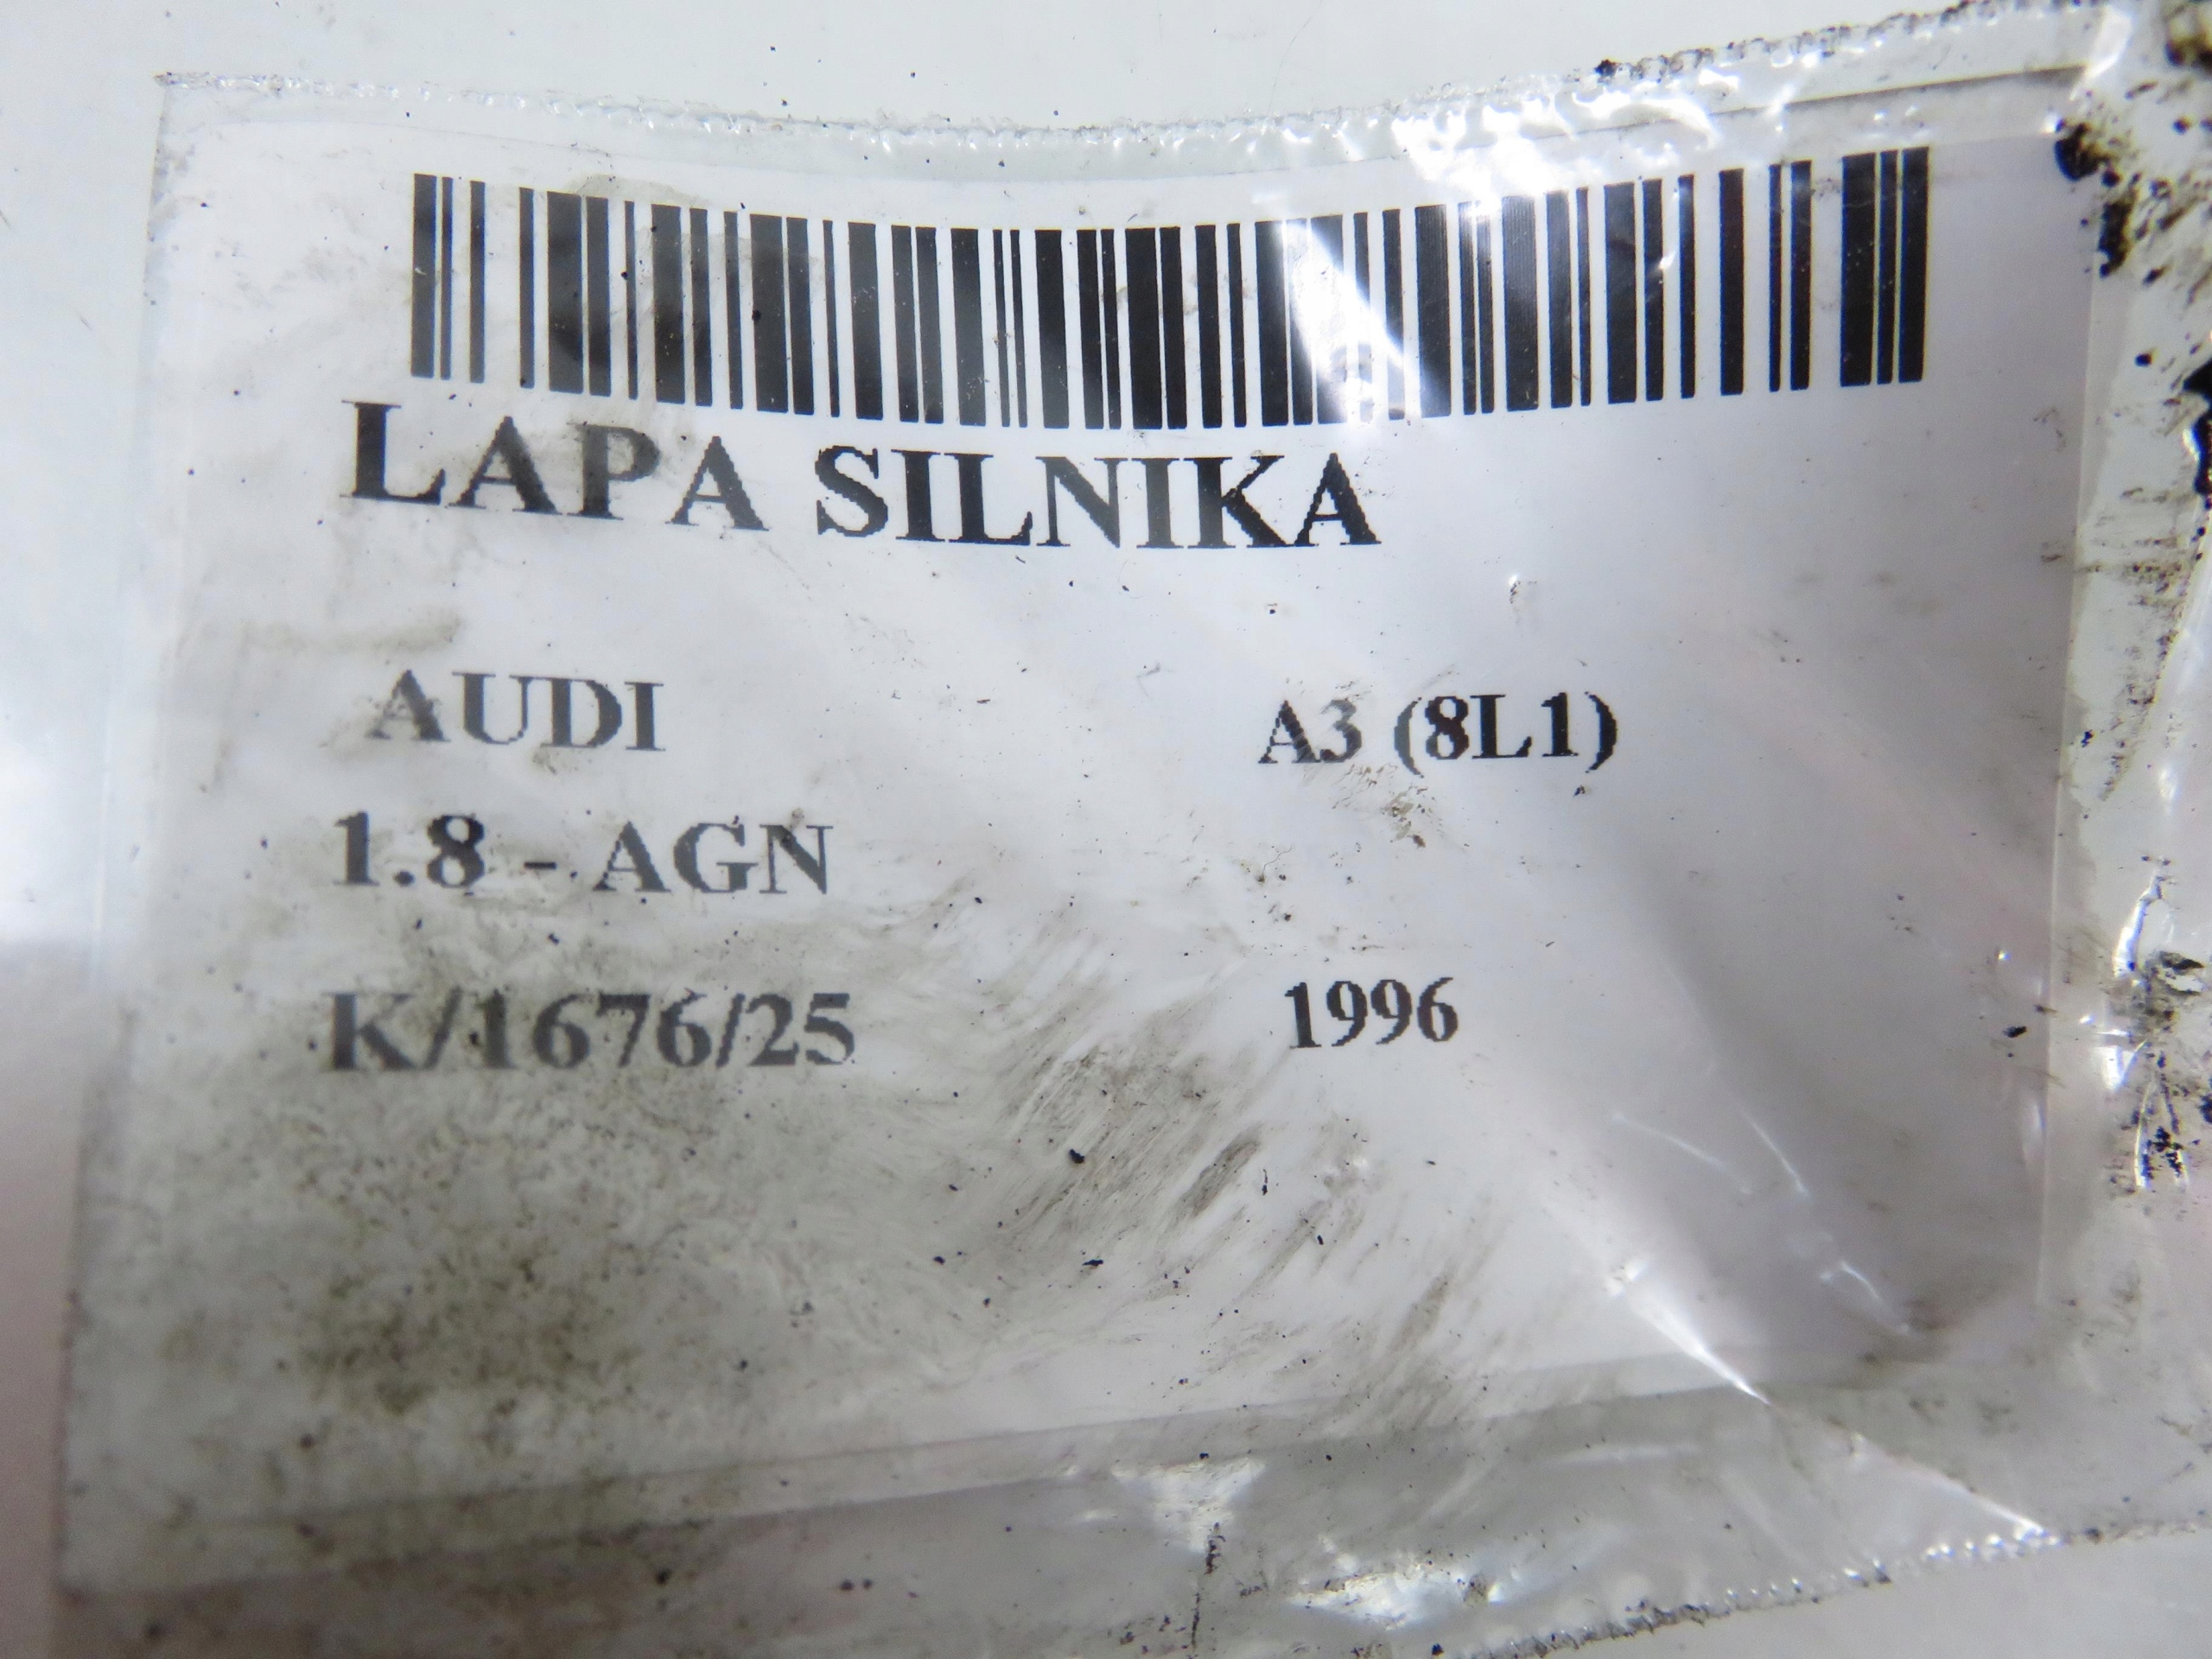 LAPA SILNIKA
AUDI A3 (8L1)
1.8 - AGN
K/1676/25 1996